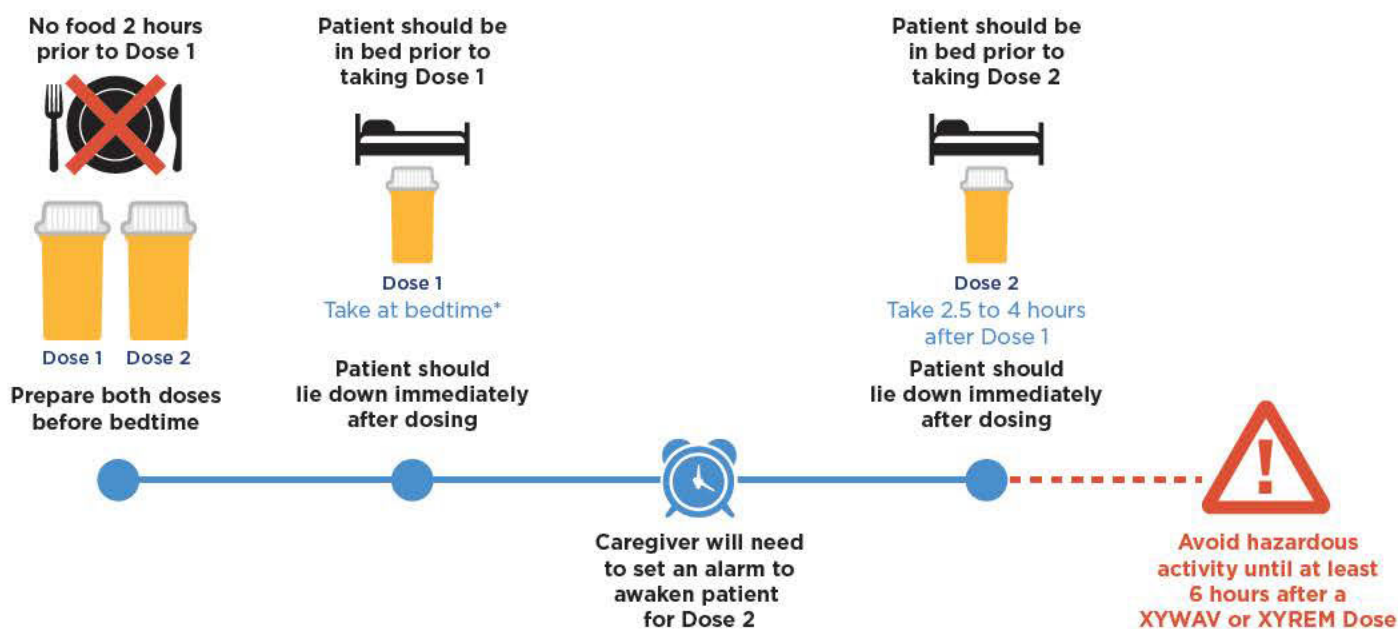 No food 2 hours
prior to Dose 1
Dose 1
Dose 2
Prepare both doses
before bedtime
Patient should be
in bed prior to
taking Dose 1
Dose 1
Take at bedtime*
Patient should
lie down immediately
after dosing
Caregiver will need
to set an alarm to
awaken patient
for Dose 2
Patient should be
in bed prior to
taking Dose 2
Dose 2
Take 2.5 to 4 hours
after Dose 1
Patient should
lie down immediately
after dosing
!
Avoid hazardous
activity until at least
6 hours after a
XYWAV or XYREM Dose